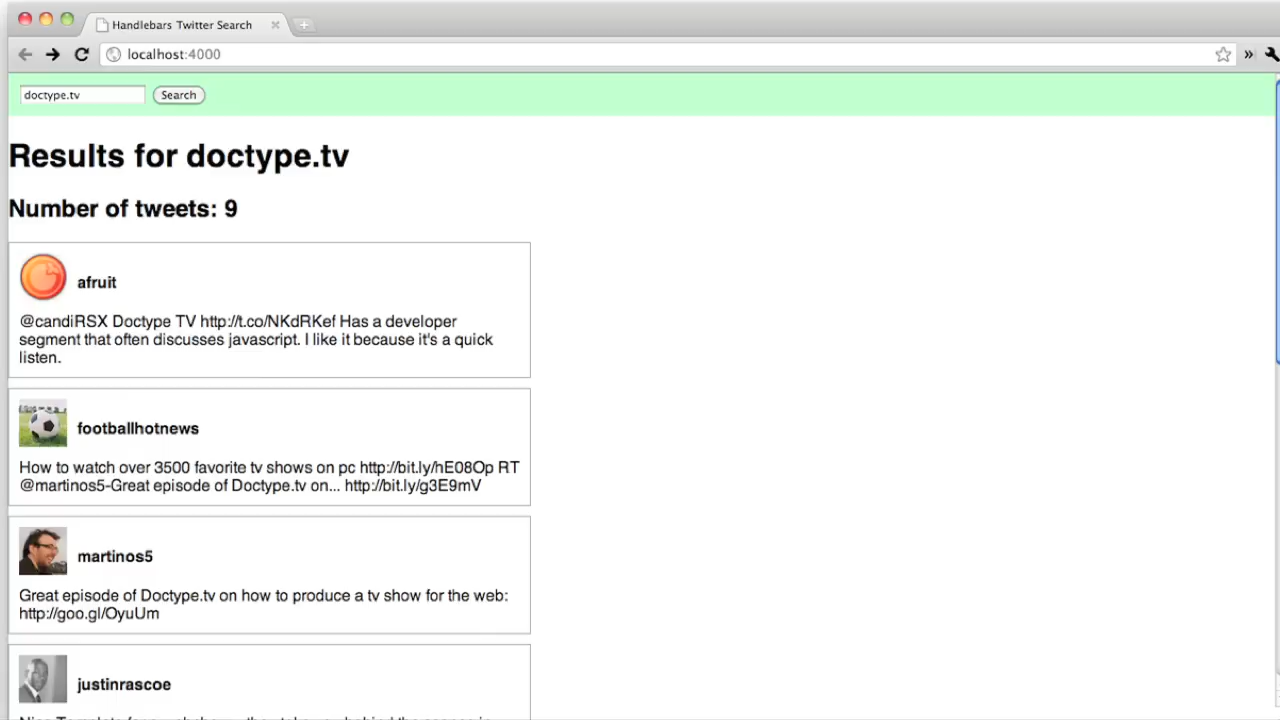 Handlebars Twitter Search
localhost:4000
doctype.tv Search
Results for doctype.tv
Number of tweets: 9
afruit
@candiRSX Doctype TV http://t.co/NKdRKef Has a developer
segment that often discusses javascript. I like it because it's a quick
listen.
footballhotnews
How to watch over 3500 favorite tv shows on pc http://bit.ly/hE08Op RT
@martinos5-Great episode of Doctype.tv on... http://bit.ly/g3E9mV
martinos5
Great episode of Doctype.tv on how to produce a tv show for the web:
http://goo.gl/OyuUm
justinrascoe